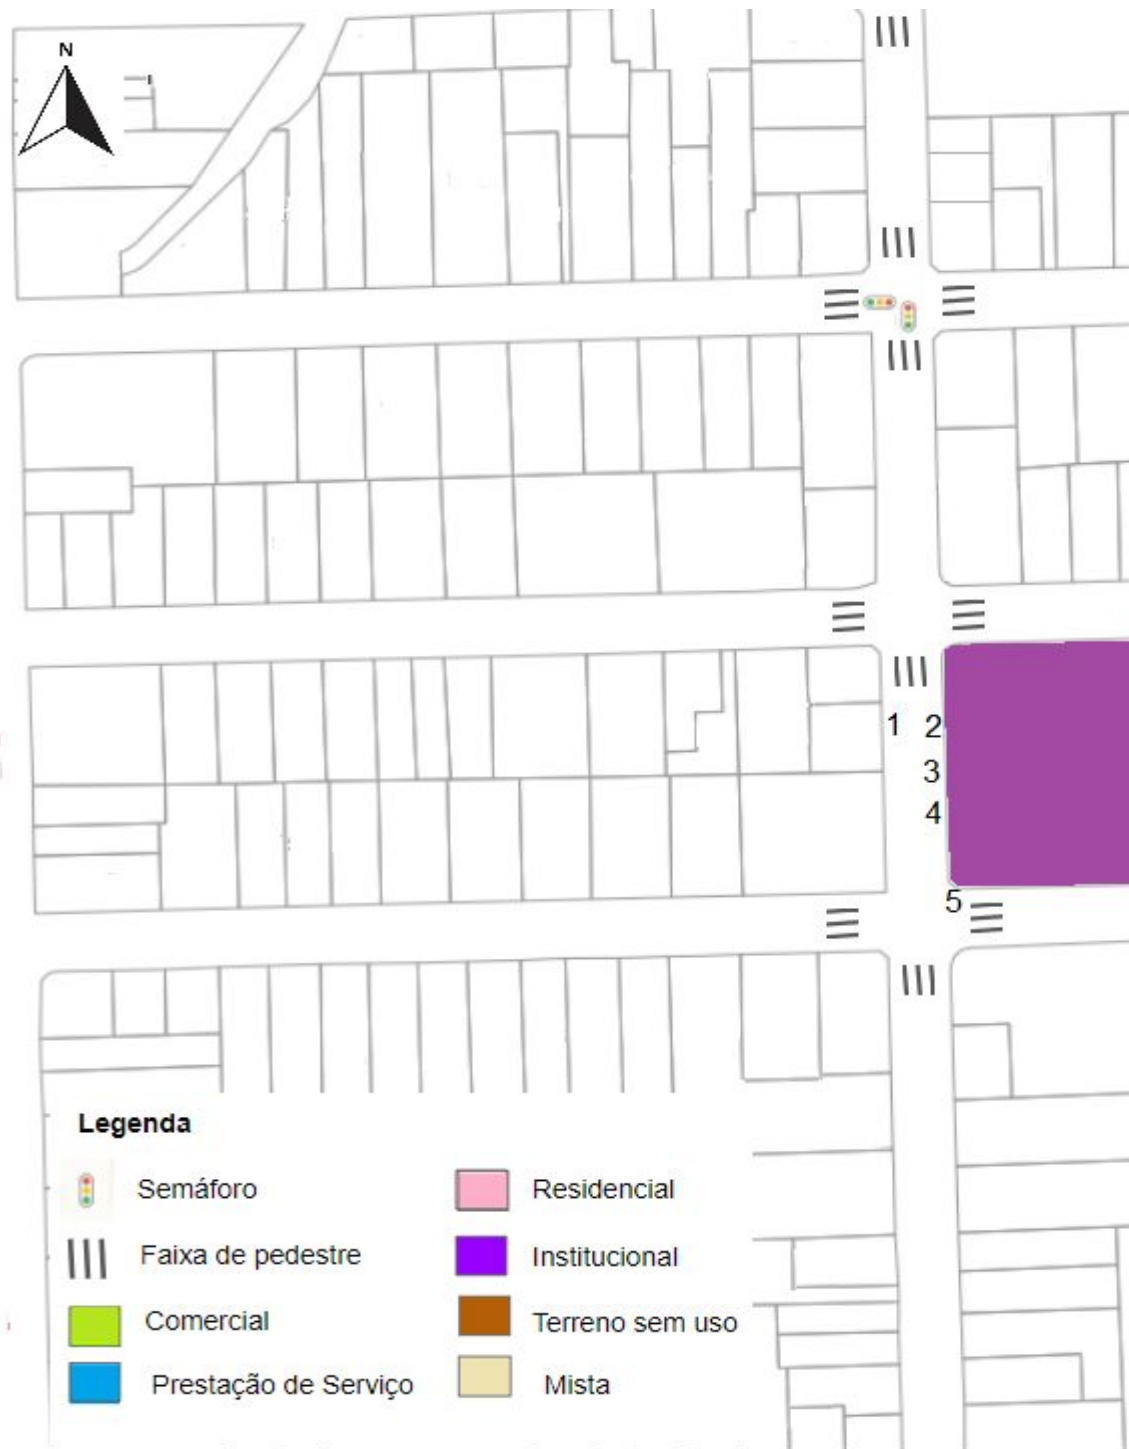 N
1 2
3
4
5
Legenda
Semáforo
Residencial
Faixa de pedestre
Institucional
Comercial
Terreno sem uso
Prestação de Serviço
Mista